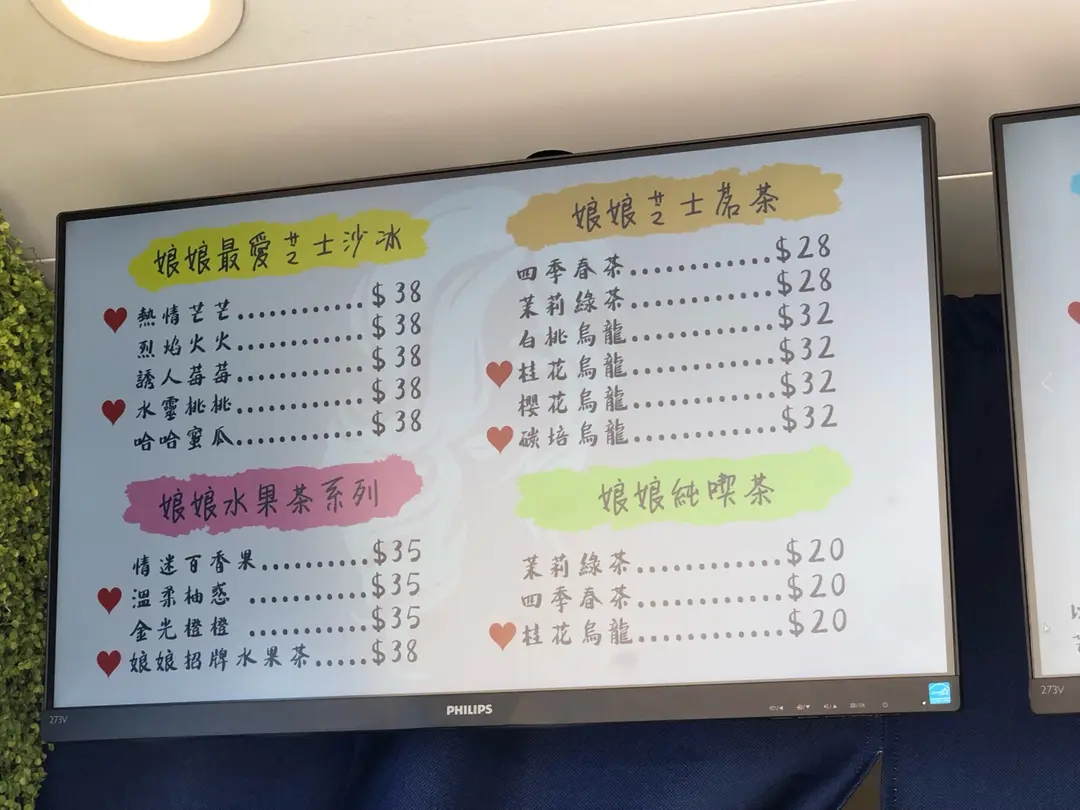 娘娘最愛芝士沙冰
♥ 熱情芒芒..............$38
烈焰火火..............$38
誘人莓莓..............$38
♥ 水靈桃桃..............$38
哈哈蜜瓜..............$38
娘娘水果茶系列
情迷百香果............$35
♥ 溫柔柚惑 ............$35
金光橙橙 ............$35
♥ 娘娘招牌水果茶.....$38
娘娘芝士茗茶
四季春茶..............$28
茉莉綠茶..............$28
白桃烏龍..............$32
♥ 桂花烏龍..............$32
櫻花烏龍..............$32
♥ 碳培烏龍..............$32
娘娘純喫茶
茉莉綠茶..............$20
四季春茶..............$20
♥ 桂花烏龍..............$20
273V
PHILIPS
273V